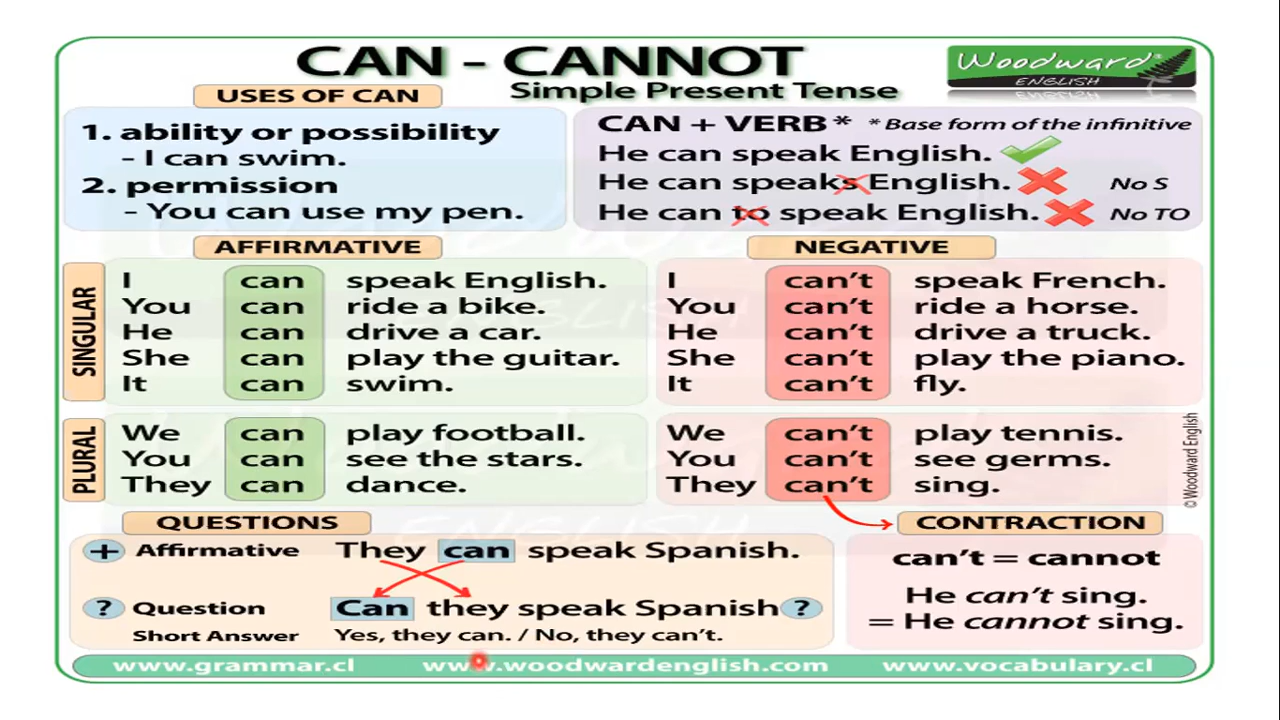 CAN - CANNOT
Simple Present Tense
Woodward®
ENGLISH
USES OF CAN
1. ability or possibility
- I can swim.
2. permission
- You can use my pen.
CAN + VERB* * Base form of the infinitive
He can speak English.
He can speaks English. No S
He can to speak English. No TO
AFFIRMATIVE
SINGULAR
I can speak English.
You can ride a bike.
He can drive a car.
She can play the guitar.
It can swim.
PLURAL
We can play football.
You can see the stars.
They can dance.
NEGATIVE
I can't speak French.
You can't ride a horse.
He can't drive a truck.
She can't play the piano.
It can't fly.
We can't play tennis.
You can't see germs.
They can't sing.
© Woodward English
QUESTIONS
+ Affirmative They can speak Spanish.
? Question Can they speak Spanish ?
Short Answer Yes, they can. / No, they can't.
CONTRACTION
can't = cannot
He can't sing.
= He cannot sing.
www.grammar.cl www.woodwardenglish.com www.vocabulary.cl